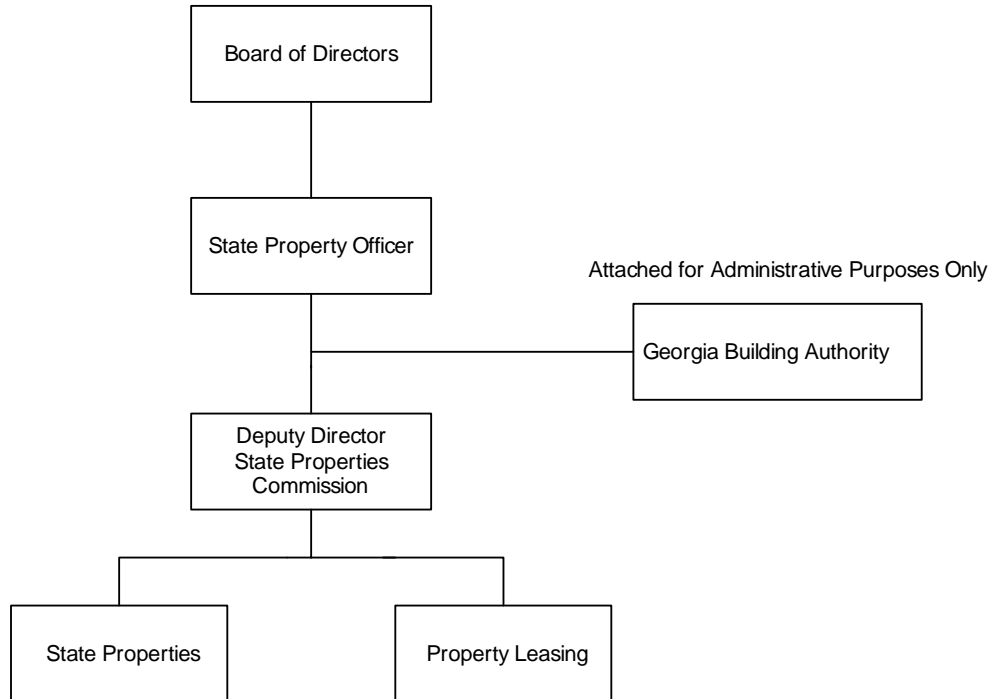 Board of Directors
State Property Officer
Attached for Administrative Purposes Only
Georgia Building Authority
Deputy Director
State Properties
Commission
State Properties
Property Leasing